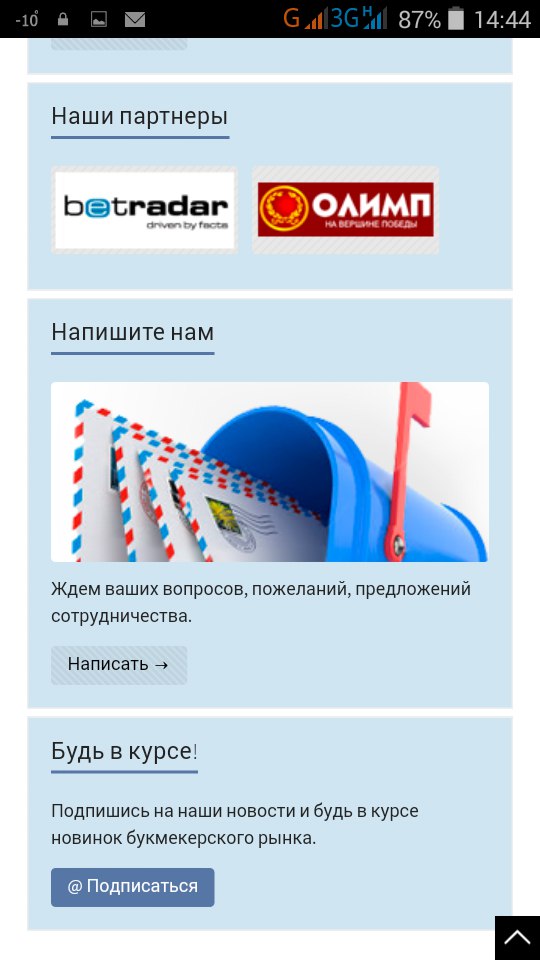 -10°
G 3G H 87% 14:44
Наши партнеры
betradar
driven by facts
ОЛИМП
НА ВЕРШИНЕ ПОБЕДЫ
Напишите нам
Ждем ваших вопросов, пожеланий, предложений
сотрудничества.
Написать →
Будь в курсе!
Подпишись на наши новости и будь в курсе
новинок букмекерского рынка.
@ Подписаться